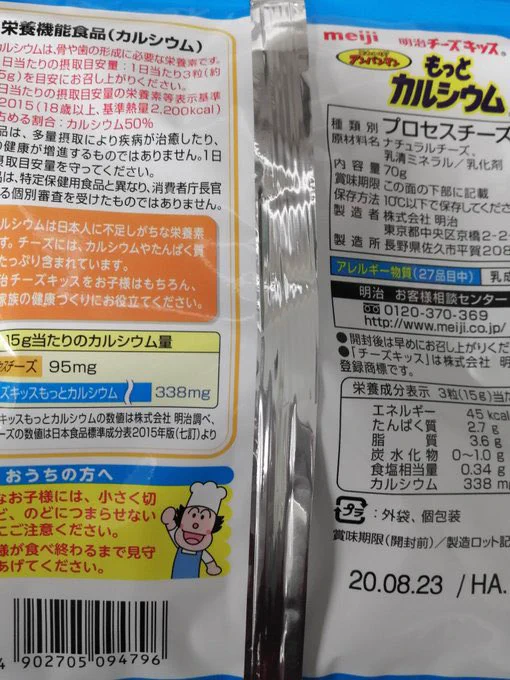 栄養機能食品(カルシウム)
カルシウムは、骨や歯の形成に必要な栄養素です。
日当たりの摂取目安量:1日当たり3粒(約
5g)を目安にお召し上がりください。
日当たりの摂取目安量の栄養素等表示基準
2015(18歳以上、基準熱量2,200kcal)
占める割合:カルシウム50%
品は、多量摂取により疾病が治癒したり、
の健康が増進するものではありません。1日
摂取目安量を守ってください。
品は、特定保健用食品と異なり、消費者庁長官
る個別審査を受けたものではありません。
ルシウムは日本人に不足しがちな栄養素
す。チーズには、カルシウムやたんぱく質
たっぷり含まれています。
治チーズキッスをお子様はもちろん、
家族の健康づくりにお役立てください。
15g当たりのカルシウム量
チーズ 95mg
ズキッスもっとカルシウム 338mg
キッスもっとカルシウムの数値は株式会社 明治調べ、
ーズの数値は日本食品標準成分表2015年版(七訂)より
おうちの方へ
なお子様には、小さく切
ど、のどにつまらせない
にご注意ください。
様が食べ終わるまで見守
あげてください。
4 902705 094796
meiji 明治チーズキッス®
アンパンマン
もっと
カルシウム
種類別 プロセスチーズ
原材料名 ナチュラルチーズ、
乳清ミネラル/乳化剤
内容量 70g
賞味期限 この面の下部に記載
保存方法 10℃以下で保存してくださ
製造者 株式会社 明治
東京都中央区京橋2-2-
製造所 長野県佐久市平賀208
アレルギー物質(27品目中) 乳成
明治 お客様相談センター
0120-370-369
http://www.meiji.co.jp/
●開封後は早めにお召し上がりくだ
●「チーズキッス」は株式会社 明
登録商標です。
栄養成分表示 3粒(15g)当た
エネルギー 45 kcal
たんぱく質 2.7 g
脂質 3.6 g
炭水化物 0~1.0 g
食塩相当量 0.34 g
カルシウム 338 m
プラ:外袋、個包装
賞味期限(開封前)/製造ロット記
20.08.23 /HA.